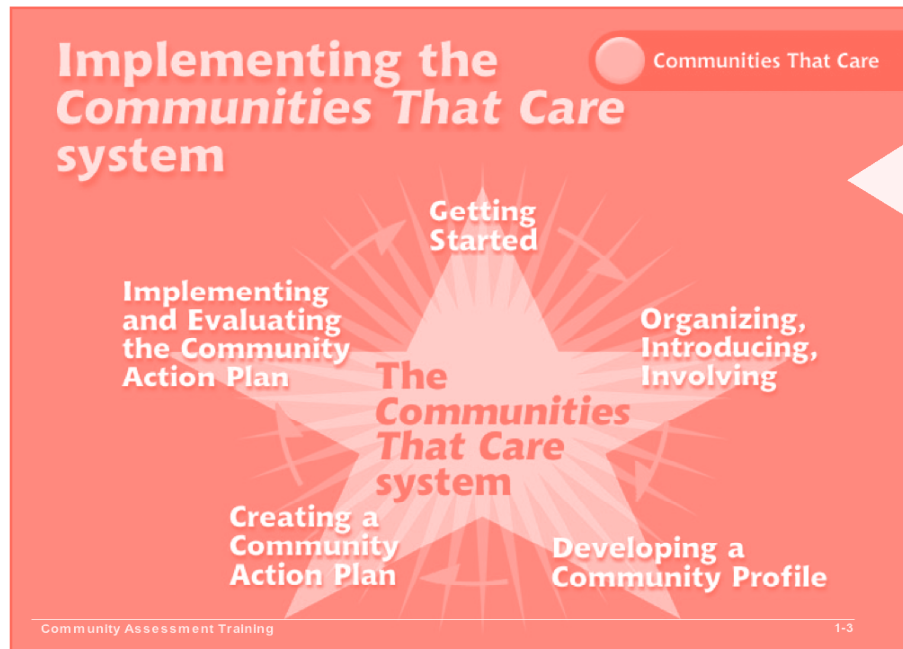 Implementing the
Communities That Care
system
Communities That Care
Getting
Started
Organizing,
Introducing,
Involving
Developing a
Community Profile
Creating a
Community
Action Plan
Implementing
and Evaluating
the Community
Action Plan
The
Communities
That Care
system
Community Assessment Training
1-3